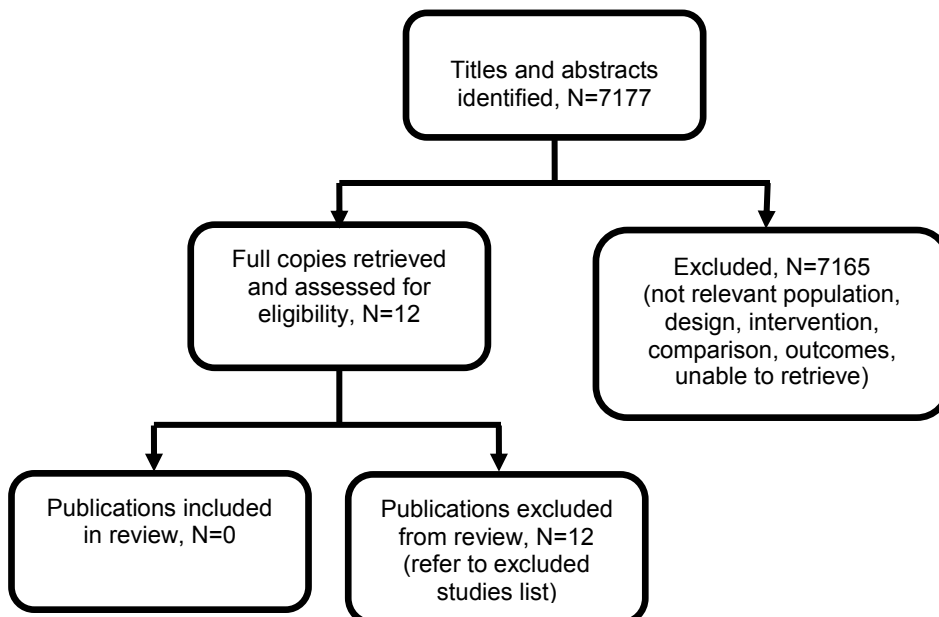 Titles and abstracts
identified, N=7177
Full copies retrieved
and assessed for
eligibility, N=12
Excluded, N=7165
(not relevant population,
design, intervention,
comparison, outcomes,
unable to retrieve)
Publications included
in review, N=0
Publications excluded
from review, N=12
(refer to excluded
studies list)